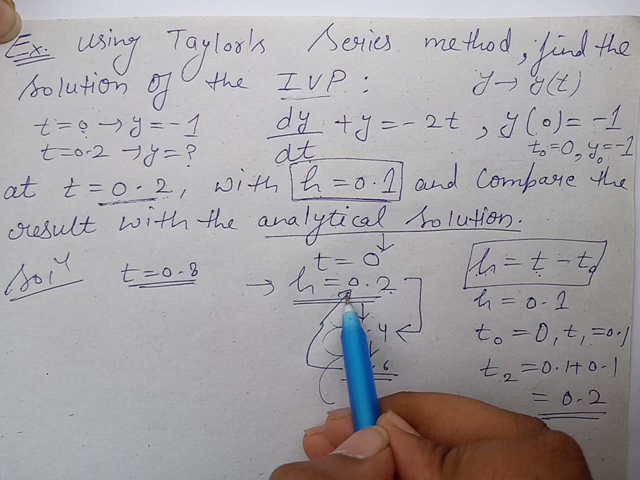 Ex. Using Taylor's Series method, find the
solution of the IVP: y → y(t)
t=0 → y=-1 dy/dt + y = -2t, y(0) = -1
t=0.2 → y=? t₀=0, y₀=-1
at t=0.2, with h=0.1 and compare the
result with the analytical solution.
Solⁿ t=0.8 t=0 h = t - t₀
→ h=0.2 h=0.1
.4 t₀=0, t₁=0.1
.6 t₂=0.1+0.1
=0.2